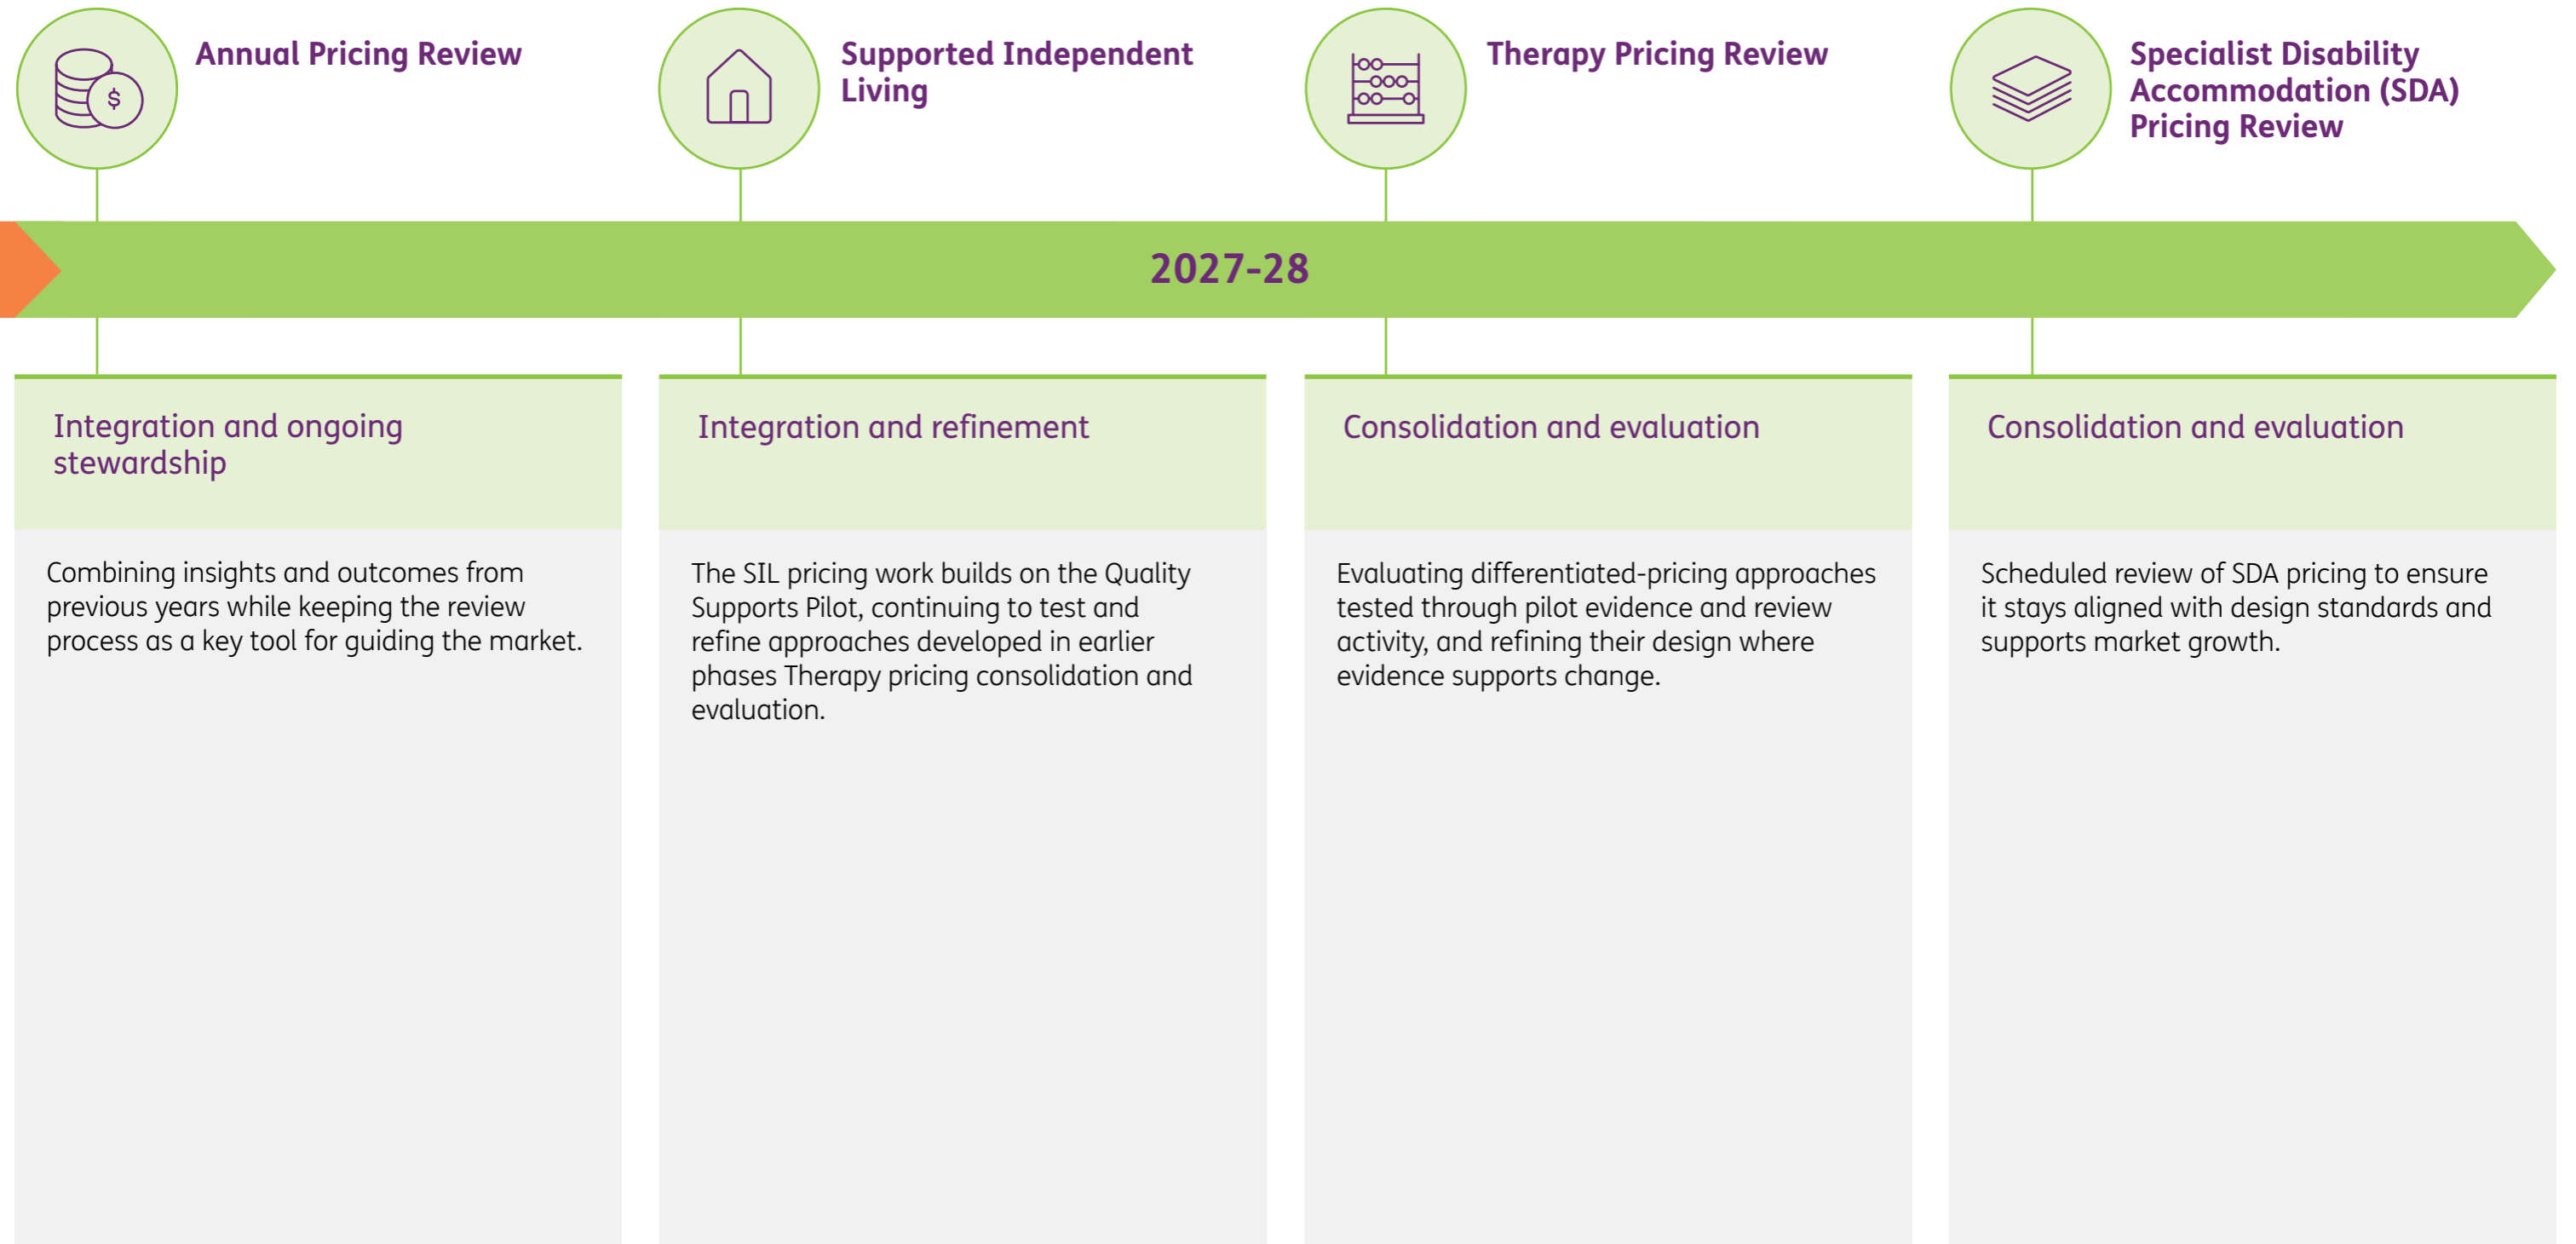 Annual Pricing Review
Supported Independent
Living
Therapy Pricing Review
Specialist Disability
Accommodation (SDA)
Pricing Review
$
2027-28
Integration and ongoing
stewardship
Combining insights and outcomes from
previous years while keeping the review
process as a key tool for guiding the market.
Integration and refinement
The SIL pricing work builds on the Quality
Supports Pilot, continuing to test and
refine approaches developed in earlier
phases Therapy pricing consolidation and
evaluation.
Consolidation and evaluation
Evaluating differentiated-pricing approaches
tested through pilot evidence and review
activity, and refining their design where
evidence supports change.
Consolidation and evaluation
Scheduled review of SDA pricing to ensure
it stays aligned with design standards and
supports market growth.